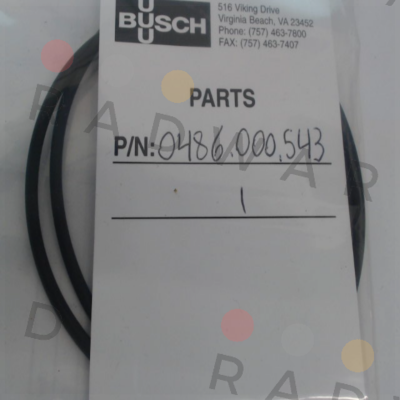 BUSCH
516 Viking Drive
Virginia Beach, VA 23452
Phone: (757) 463-7800
FAX: (757) 463-7407
PARTS
P/N: 0486.000.543
1
RADWAR